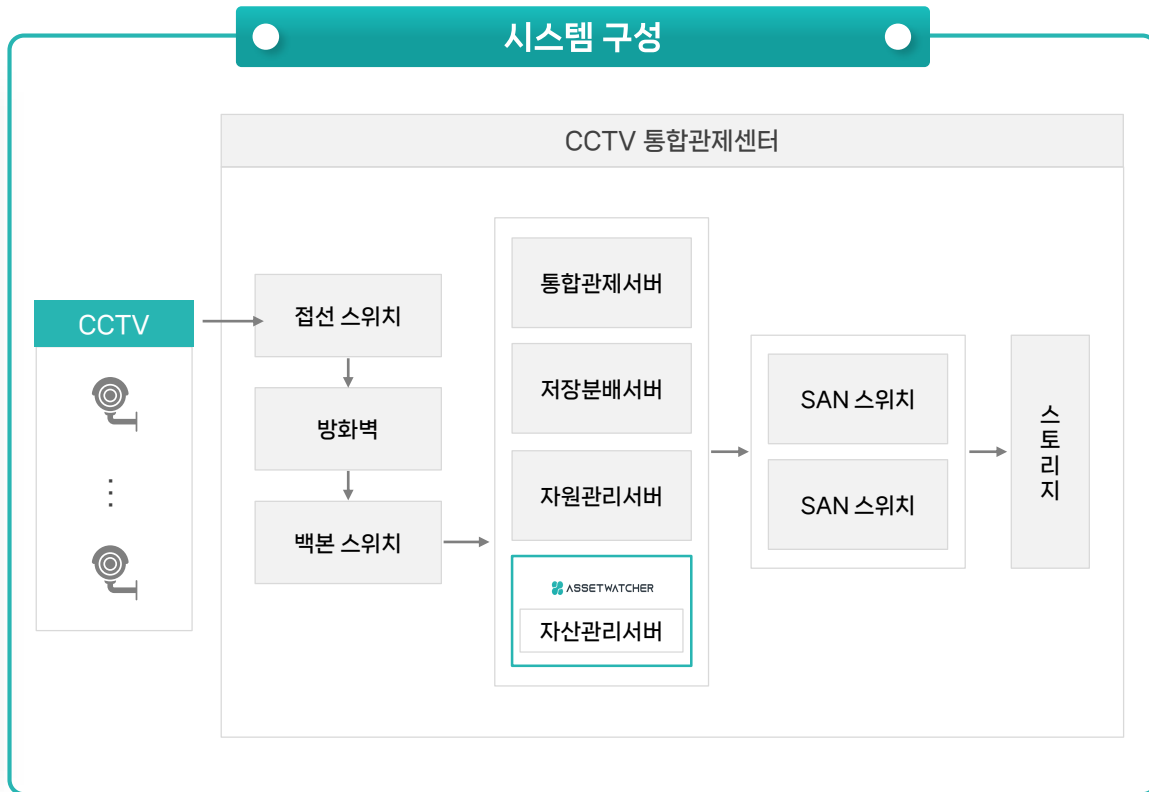 시스템 구성
CCTV 통합관제센터
CCTV
접선 스위치
방화벽
백본 스위치
통합관제서버
저장분배서버
자원관리서버
ASSETWATCHER
자산관리서버
SAN 스위치
SAN 스위치
스토리지